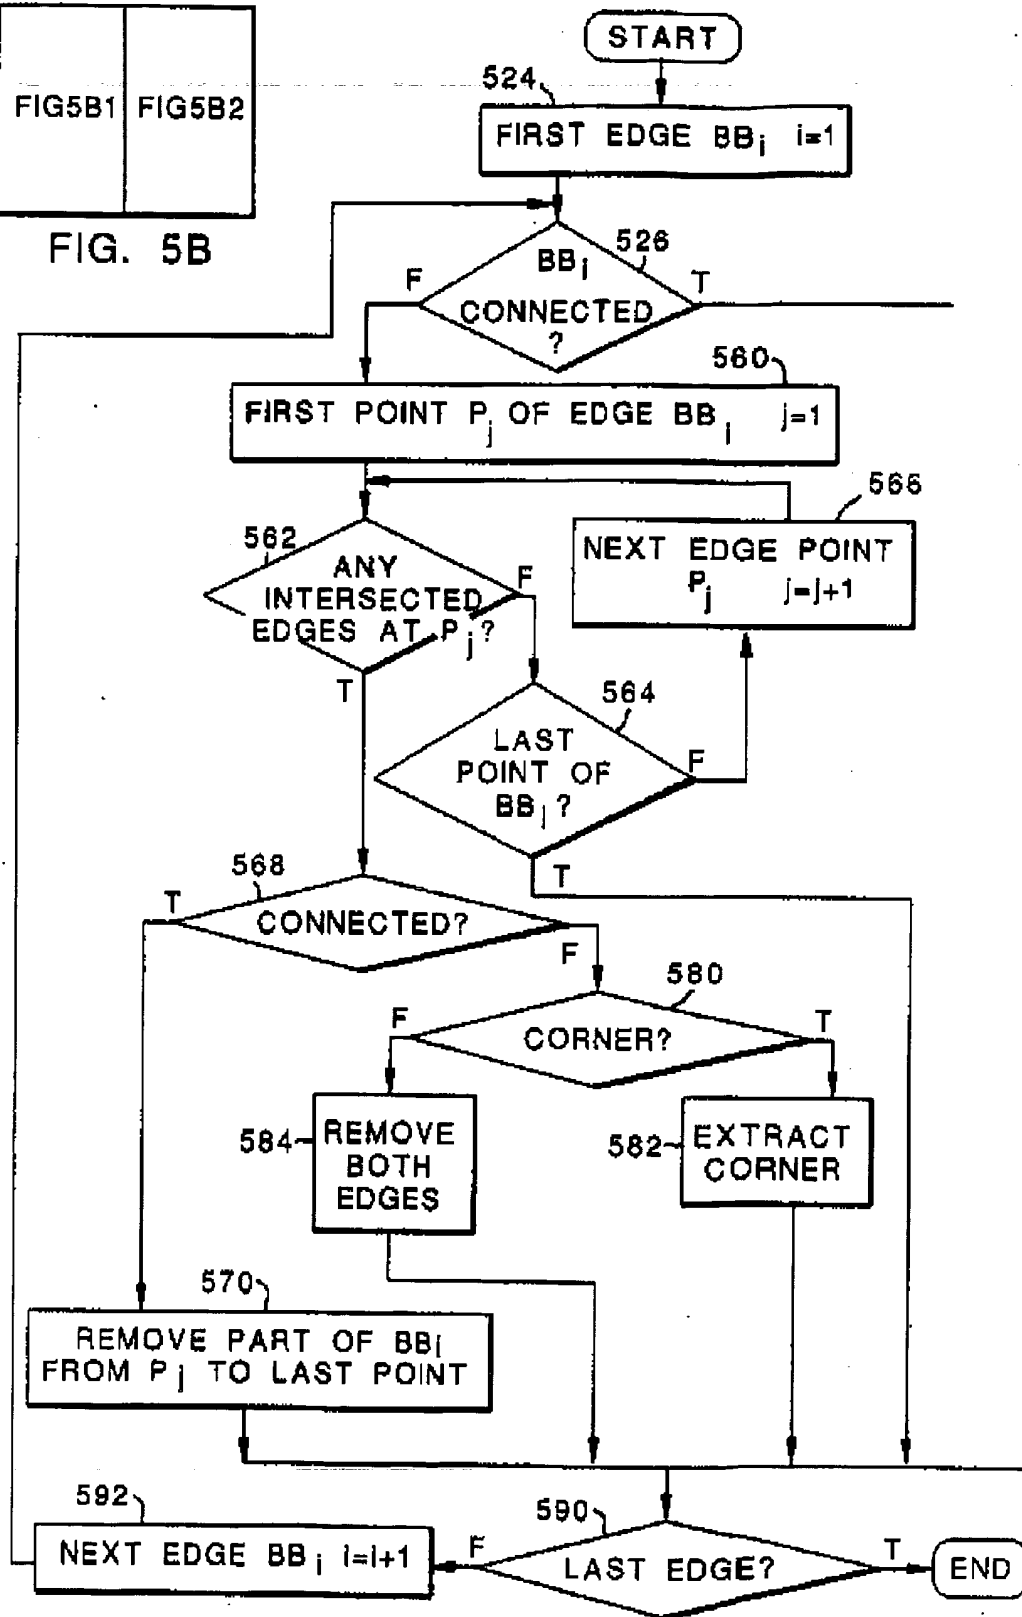 START
FIG5B1 FIG5B2
FIG. 5B
524
FIRST EDGE BBi i=1
526
BBi
CONNECTED
?
F
T
560
FIRST POINT Pj OF EDGE BBi j=1
562
ANY
INTERSECTED
EDGES AT Pj?
F
T
566
NEXT EDGE POINT
Pj j=j+1
564
LAST
POINT OF
BBi?
F
T
568
CONNECTED?
T
F
580
CORNER?
F
T
584
REMOVE
BOTH
EDGES
582
EXTRACT
CORNER
570
REMOVE PART OF BBi
FROM Pj TO LAST POINT
592
NEXT EDGE BBi i=i+1
590
LAST EDGE?
F
T
END